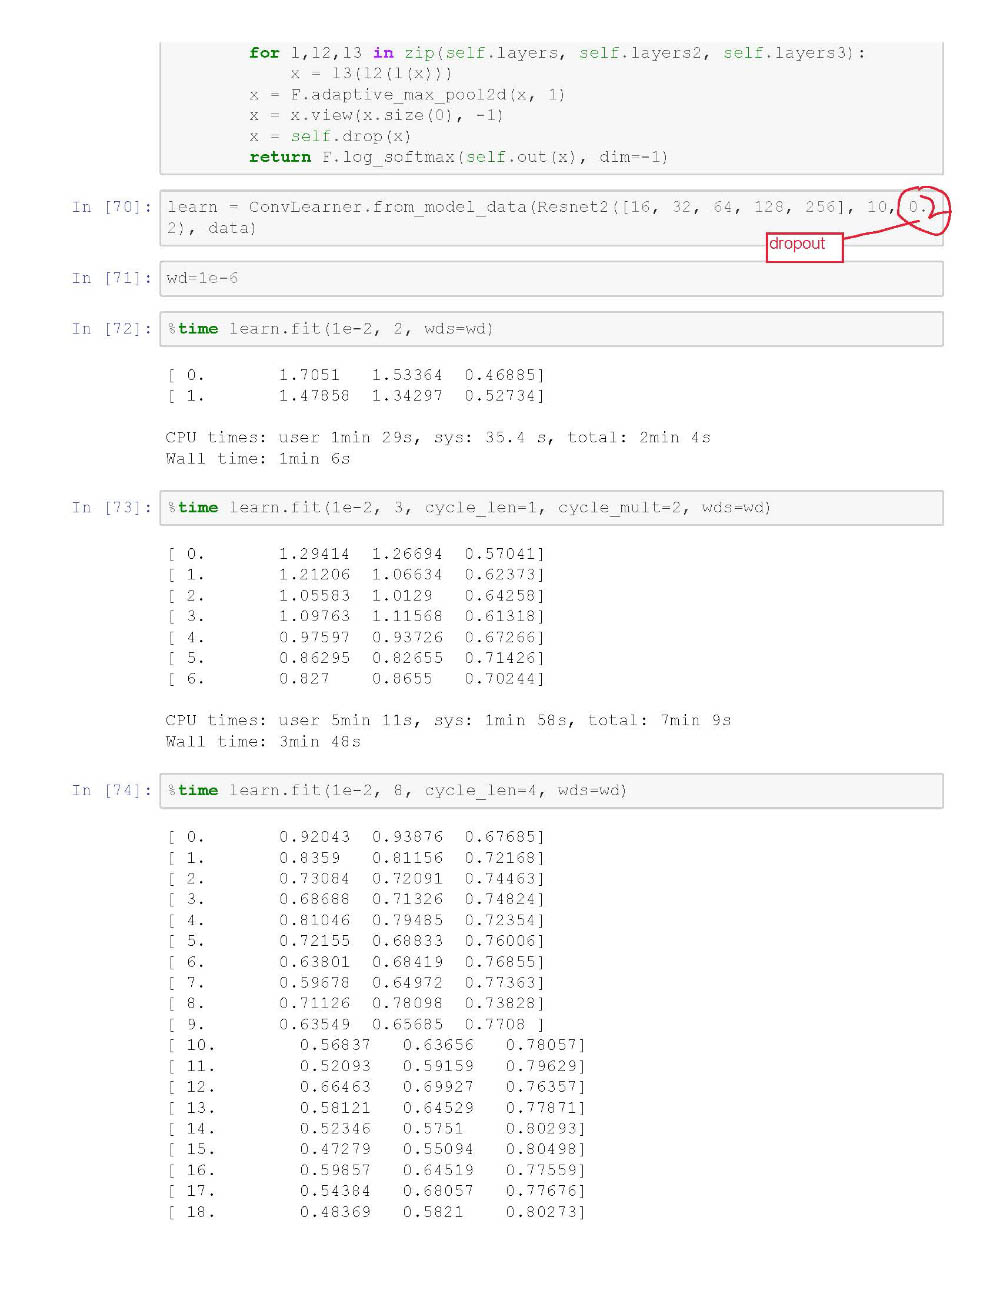 for l,l2,l3 in zip(self.layers, self.layers2, self.layers3):
x = l3(l2(l(x)))
x = F.adaptive_max_pool2d(x, 1)
x = x.view(x.size(0), -1)
x = self.drop(x)
return F.log_softmax(self.out(x), dim=-1)
In [70]: learn = ConvLearner.from_model_data(Resnet2([16, 32, 64, 128, 256], 10, 0.2
2), data)
dropout
In [71]: wd=1e-6
In [72]: %time learn.fit(1e-2, 2, wds=wd)
[ 0. 1.7051 1.53364 0.46885]
[ 1. 1.47858 1.34297 0.52734]
CPU times: user 1min 29s, sys: 35.4 s, total: 2min 4s
Wall time: 1min 6s
In [73]: %time learn.fit(1e-2, 3, cycle_len=1, cycle_mult=2, wds=wd)
[ 0. 1.29414 1.26694 0.57041]
[ 1. 1.21206 1.06634 0.62373]
[ 2. 1.05583 1.0129 0.64258]
[ 3. 1.09763 1.11568 0.61318]
[ 4. 0.97597 0.93726 0.67266]
[ 5. 0.86295 0.82655 0.71426]
[ 6. 0.827 0.8655 0.70244]
CPU times: user 5min 11s, sys: 1min 58s, total: 7min 9s
Wall time: 3min 48s
In [74]: %time learn.fit(1e-2, 8, cycle_len=4, wds=wd)
[ 0. 0.92043 0.93876 0.67685]
[ 1. 0.8359 0.81156 0.72168]
[ 2. 0.73084 0.72091 0.74463]
[ 3. 0.68688 0.71326 0.74824]
[ 4. 0.81046 0.79485 0.72354]
[ 5. 0.72155 0.68833 0.76006]
[ 6. 0.63801 0.68419 0.76855]
[ 7. 0.59678 0.64972 0.77363]
[ 8. 0.71126 0.78098 0.73828]
[ 9. 0.63549 0.65685 0.7708 ]
[ 10. 0.56837 0.63656 0.78057]
[ 11. 0.52093 0.59159 0.79629]
[ 12. 0.66463 0.69927 0.76357]
[ 13. 0.58121 0.64529 0.77871]
[ 14. 0.52346 0.5751 0.80293]
[ 15. 0.47279 0.55094 0.80498]
[ 16. 0.59857 0.64519 0.77559]
[ 17. 0.54384 0.68057 0.77676]
[ 18. 0.48369 0.5821 0.80273]